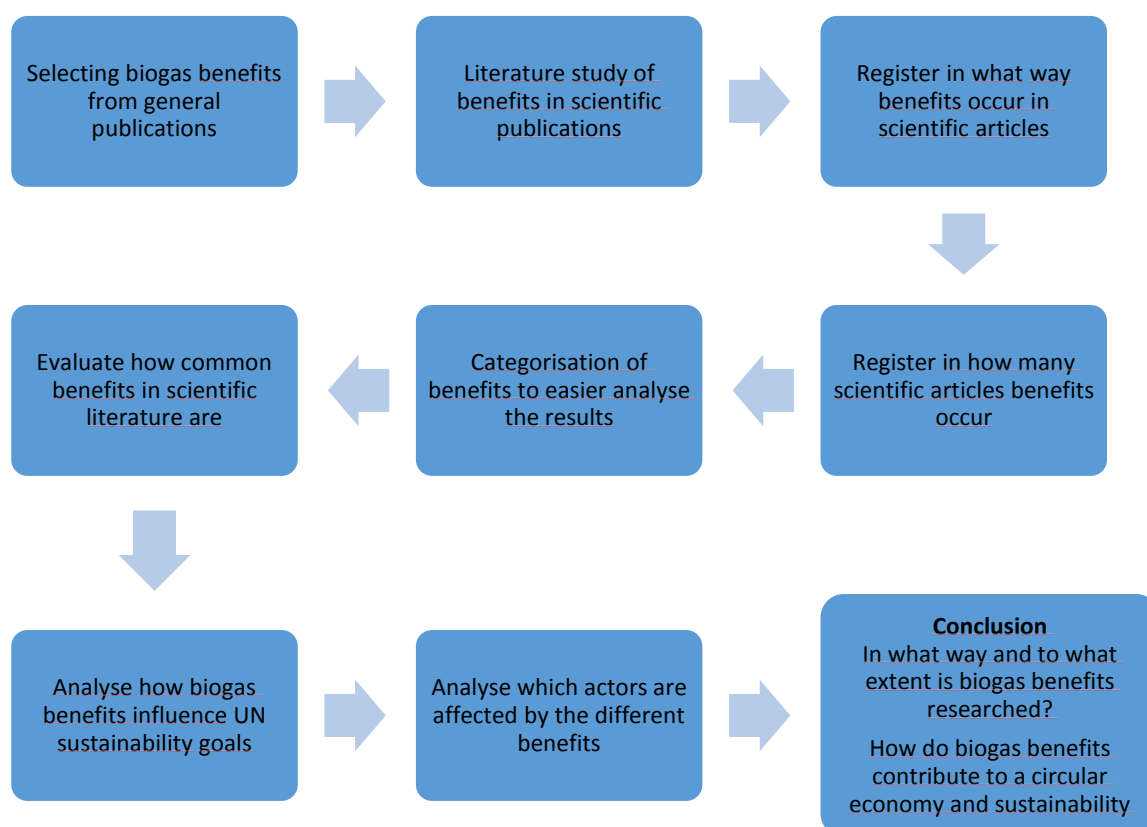 Selecting biogas benefits
from general
publications
Literature study of
benefits in scientific
publications
Register in what way
benefits occur in
scientific articles
Register in how many
scientific articles benefits
occur
Categorisation of
benefits to easier analyse
the results
Evaluate how common
benefits in scientific
literature are
Analyse how biogas
benefits influence UN
sustainability goals
Analyse which actors are
affected by the different
benefits
Conclusion
In what way and to what
extent is biogas benefits
researched?
How do biogas benefits
contribute to a circular
economy and sustainability